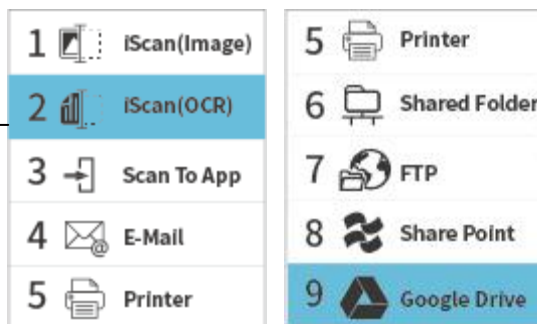 1 iScan(Image)
2 iScan(OCR)
3 Scan To App
4 E-Mail
5 Printer
5 Printer
6 Shared Folder
7 FTP
8 Share Point
9 Google Drive